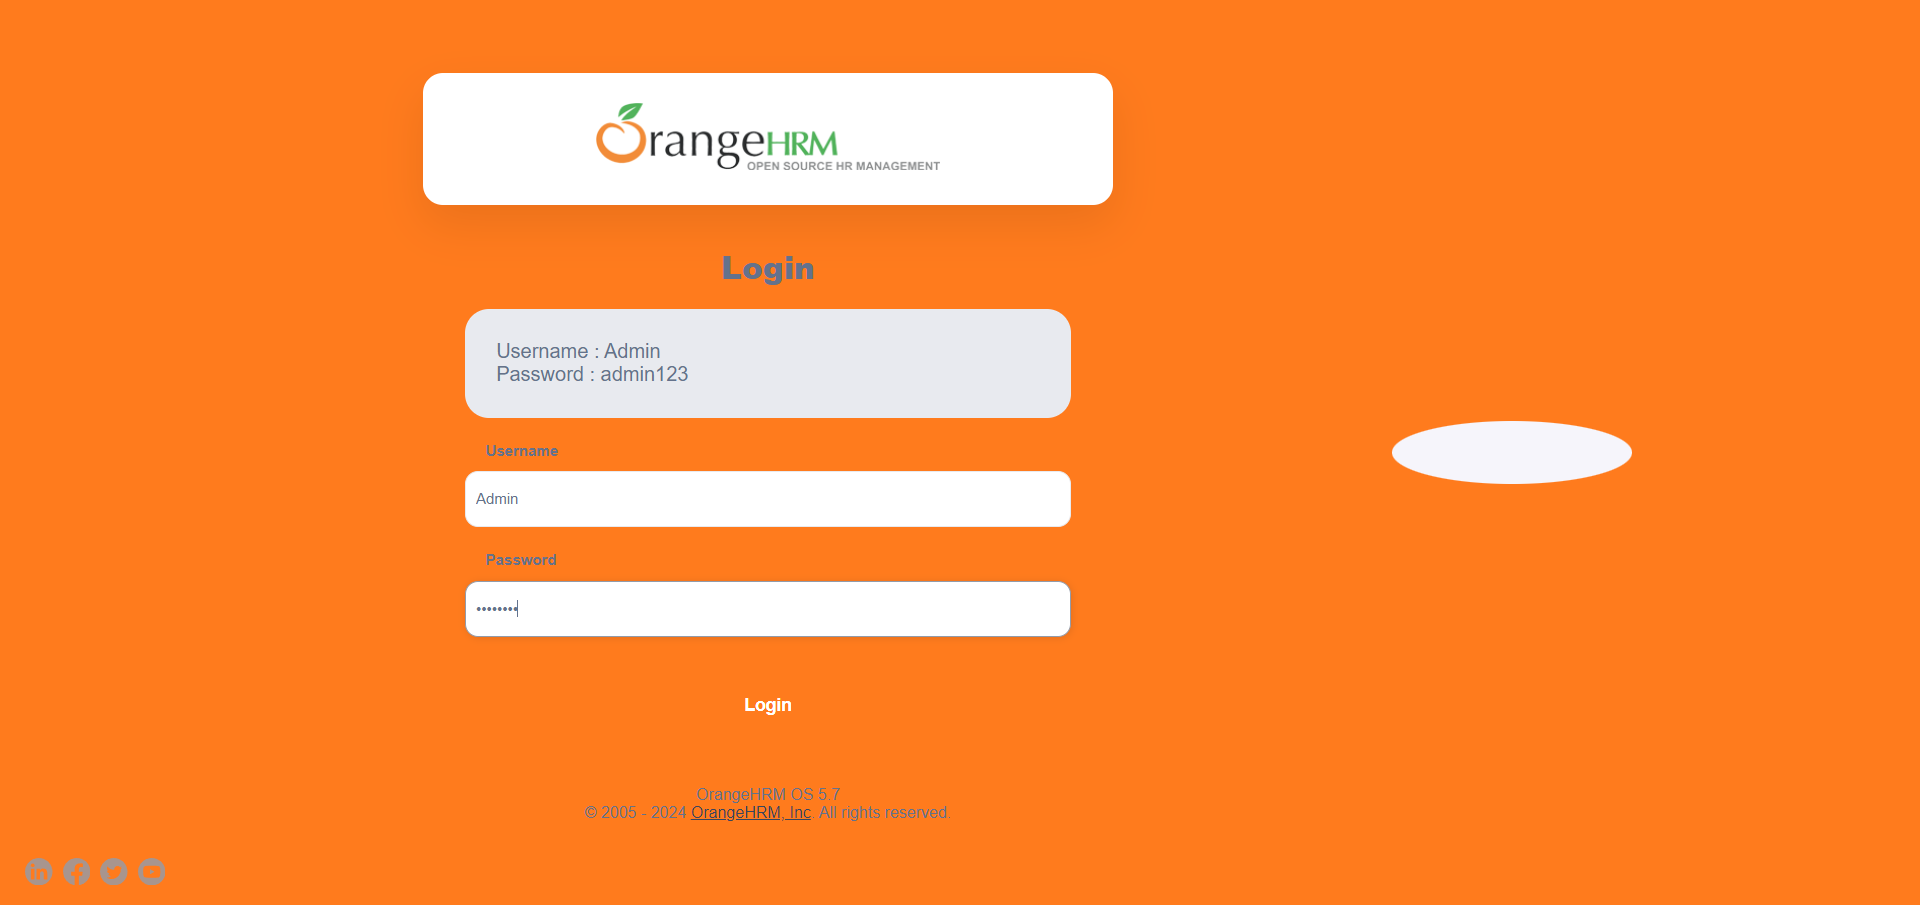 OrangeHRM
OPEN SOURCE HR MANAGEMENT
Login
Username : Admin
Password : admin123
Username
Admin
Password
••••••••
Login
OrangeHRM OS 5.7
© 2005 - 2024 OrangeHRM, Inc. All rights reserved.